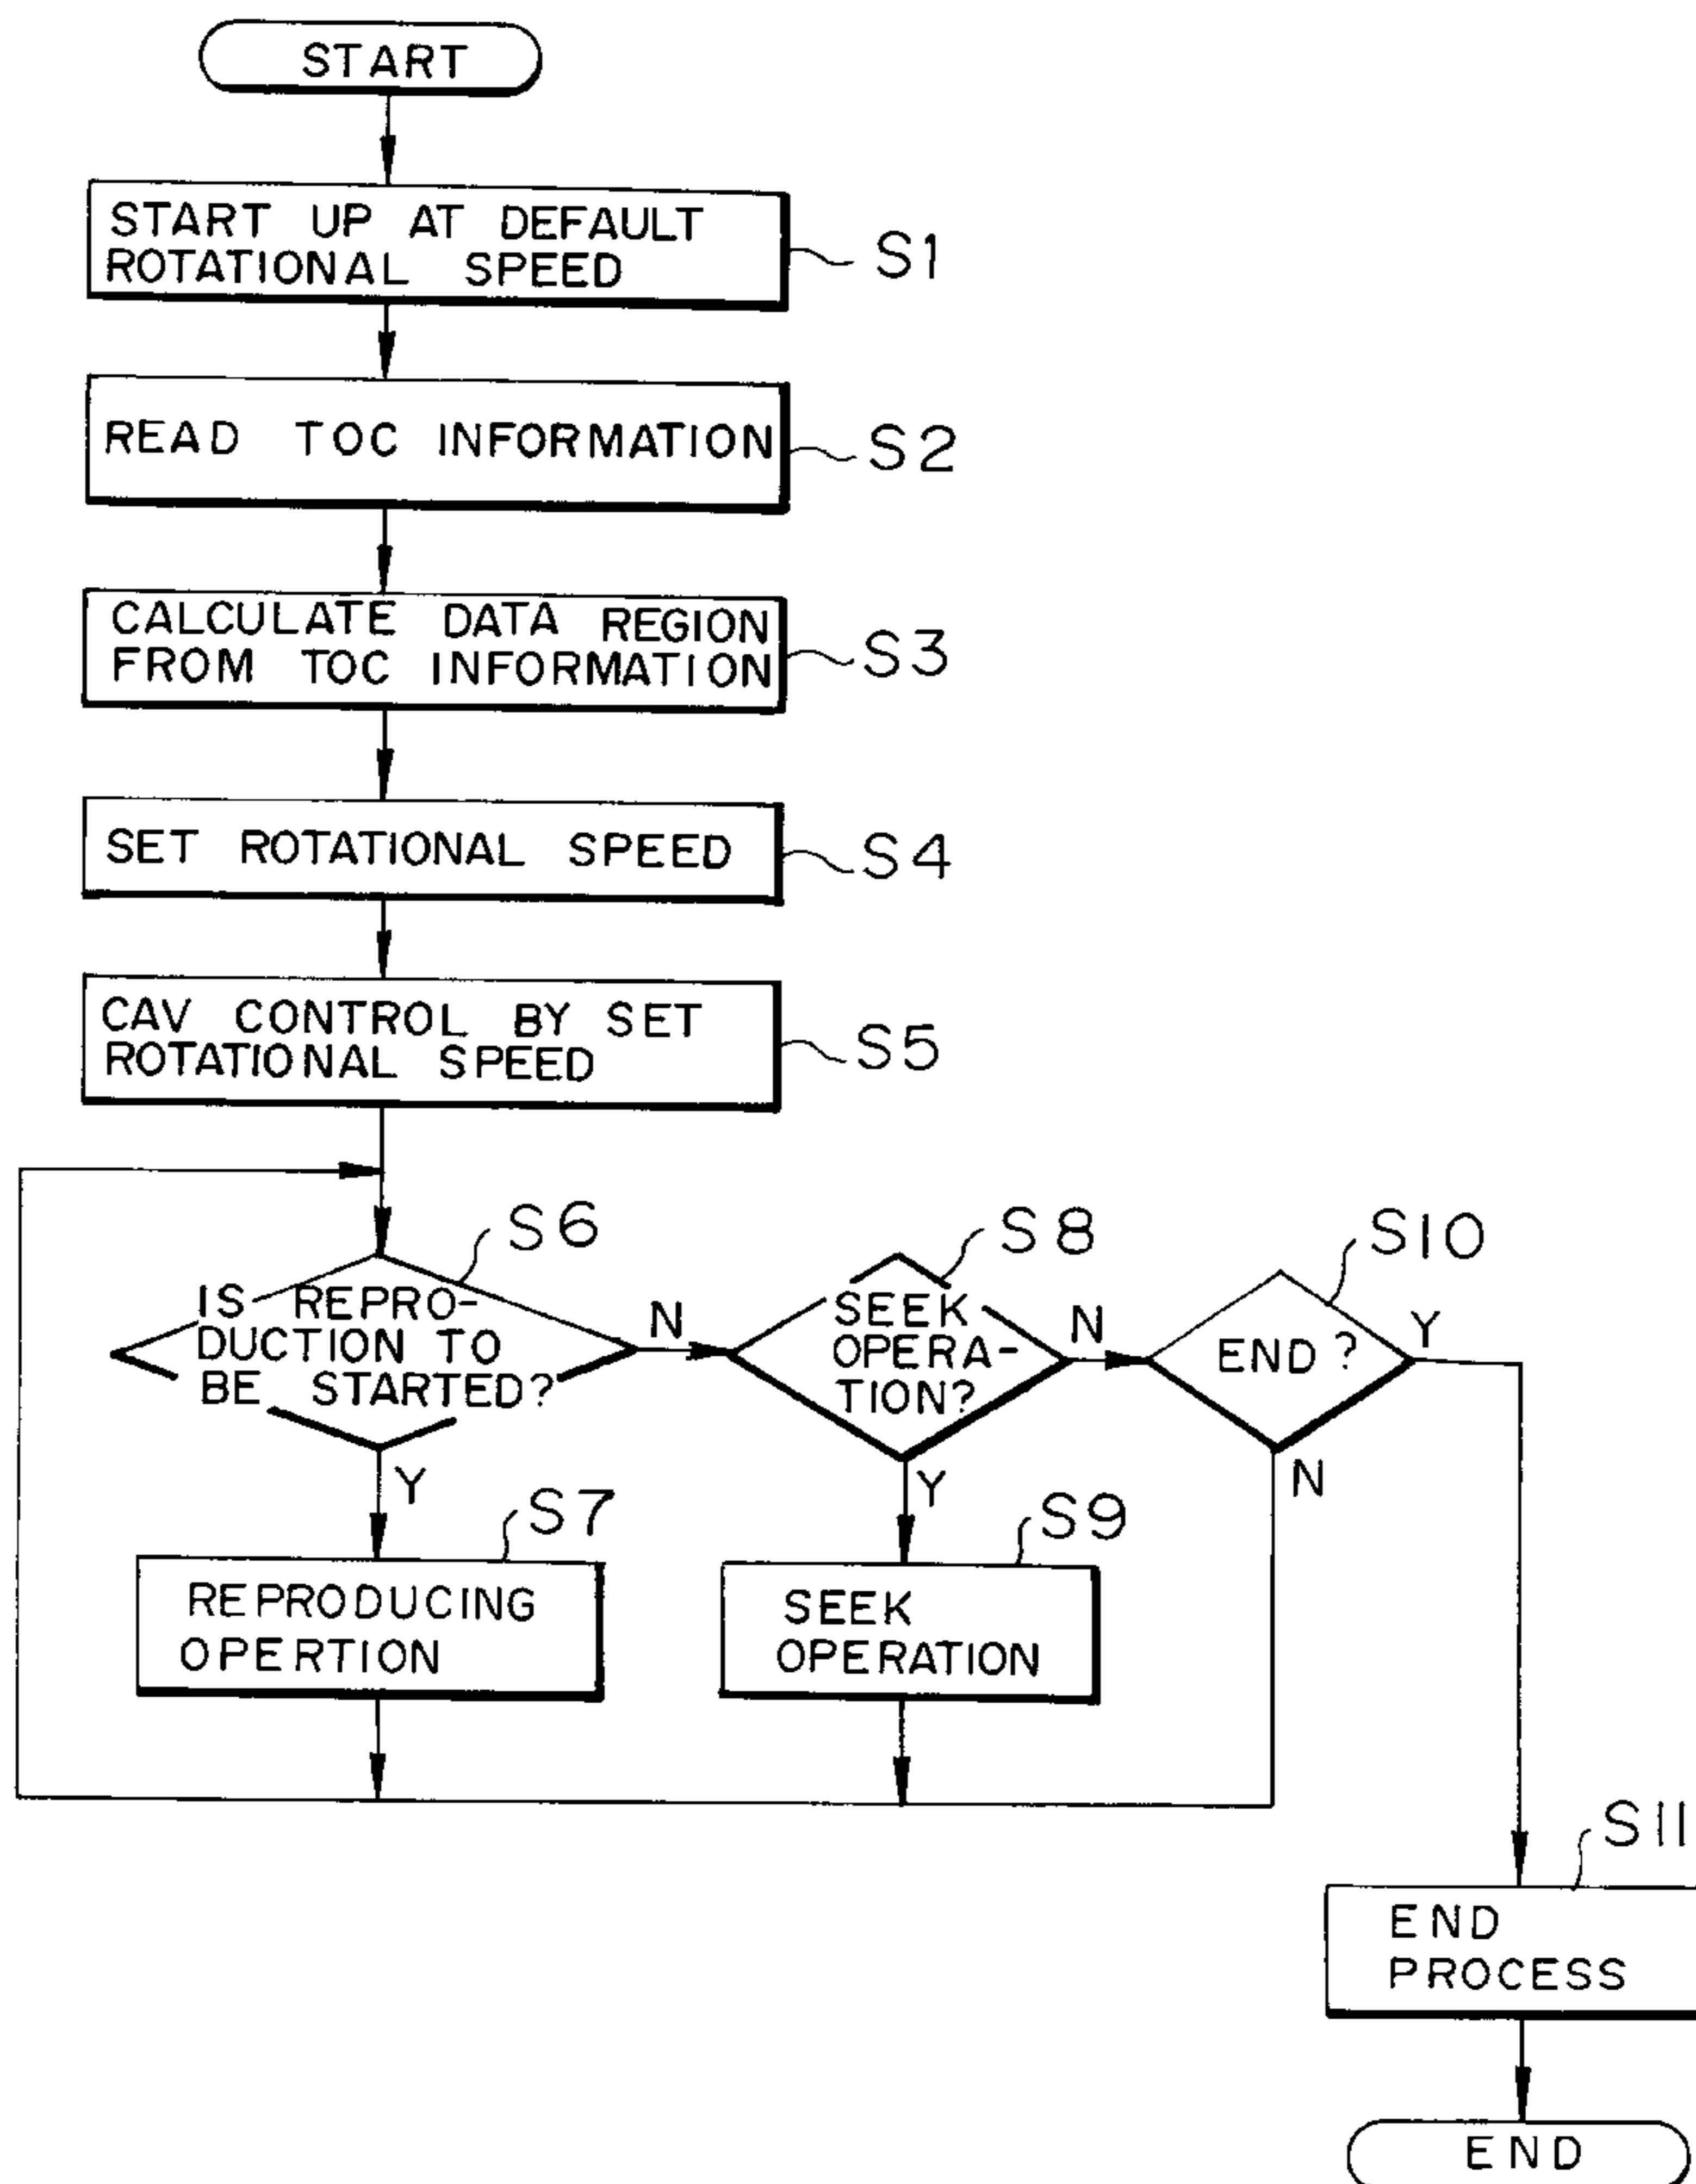 START
START UP AT DEFAULT
ROTATIONAL SPEED
S1
READ TOC INFORMATION
S2
CALCULATE DATA REGION
FROM TOC INFORMATION
S3
SET ROTATIONAL SPEED
S4
CAV CONTROL BY SET
ROTATIONAL SPEED
S5
S6
IS REPRO-
DUCTION TO
BE STARTED?
N
Y
S8
SEEK
OPERA-
TION?
N
Y
S10
END?
Y
N
S7
REPRODUCING
OPERTION
S9
SEEK
OPERATION
S11
END
PROCESS
END